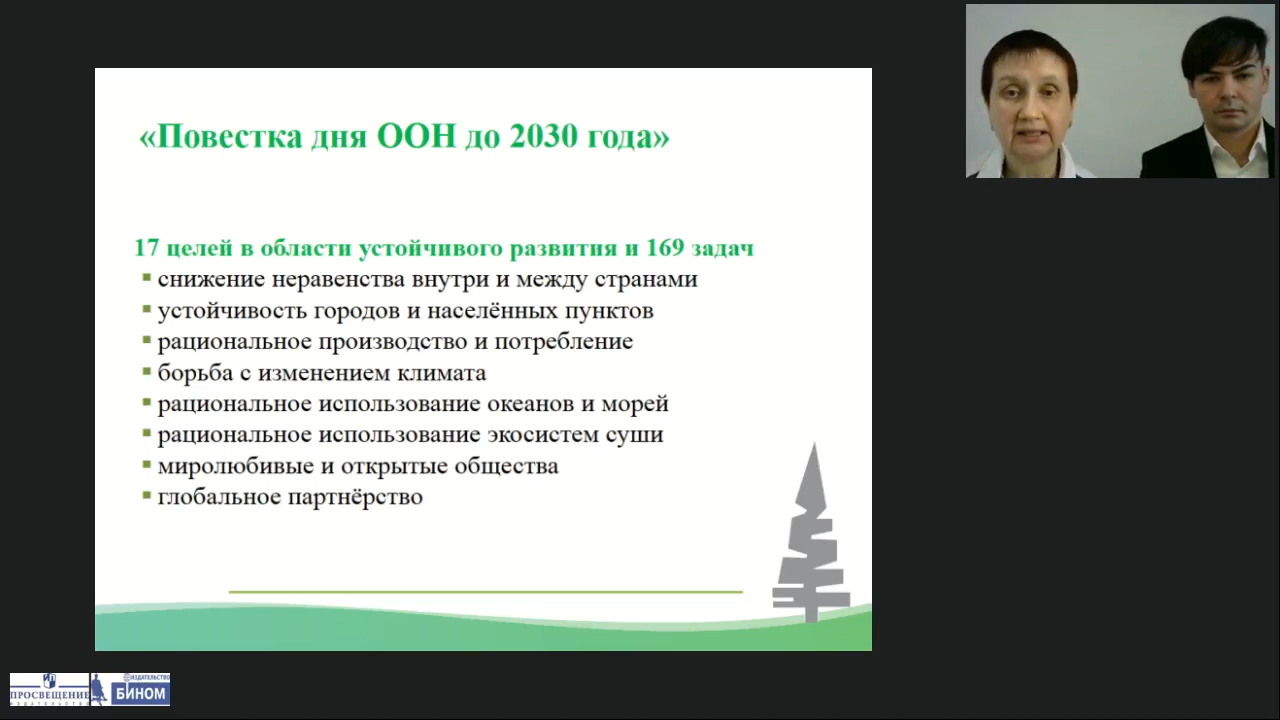 «Повестка дня ООН до 2030 года»
17 целей в области устойчивого развития и 169 задач
снижение неравенства внутри и между странами
устойчивость городов и населённых пунктов
рациональное производство и потребление
борьба с изменением климата
рациональное использование океанов и морей
рациональное использование экосистем суши
миролюбивые и открытые общества
глобальное партнёрство
ПРОСВЕЩЕНИЕ
ИЗДАТЕЛЬСТВО
ИЗДАТЕЛЬСТВО
БИНОМ